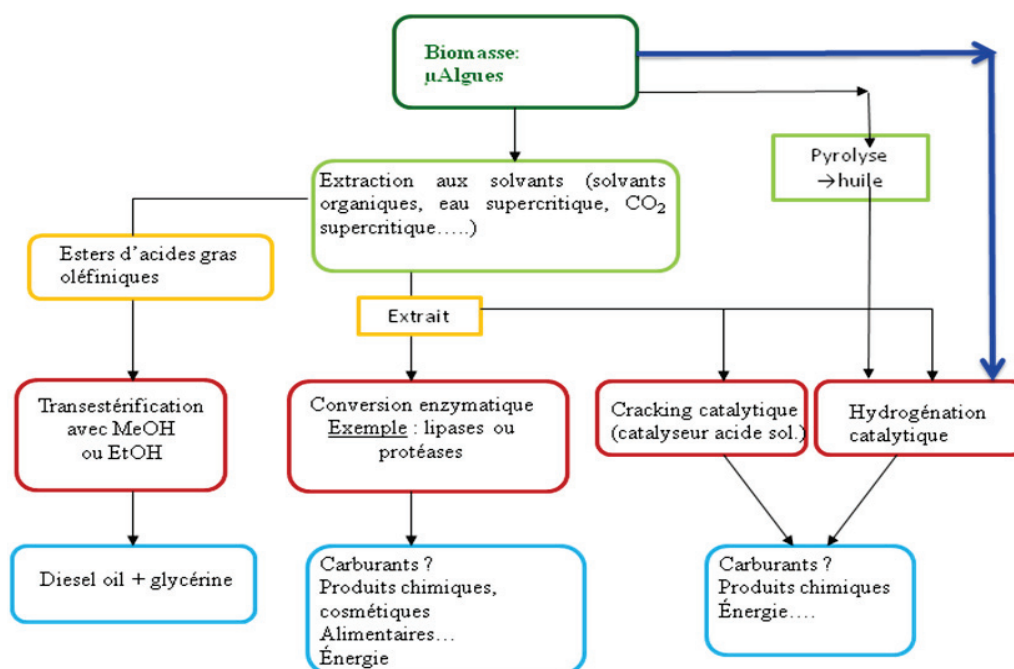 Biomasse:
µAlgues
Pyrolyse
→huile
Extraction aux solvants (solvants
organiques, eau supercritique, CO₂
supercritique…..)
Esters d’acides gras
oléfiniques
Extrait
Transestérification
avec MeOH
ou EtOH
Conversion enzymatique
Exemple : lipases ou
protéases
Cracking catalytique
(catalyseur acide sol.)
Hydrogénation
catalytique
Diesel oil + glycérine
Carburants ?
Produits chimiques,
cosmétiques
Alimentaires…
Énergie
Carburants ?
Produits chimiques
Énergie….